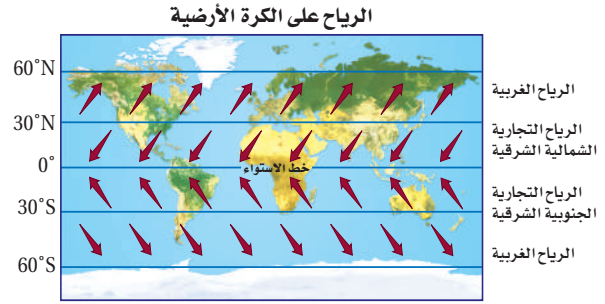 الرياح على الكرة الأرضية
60°N
الرياح الغربية
30°N
الرياح التجارية
الشمالية الشرقية
0°
خط الاستواء
الرياح التجارية
الجنوبية الشرقية
30°S
الرياح الغربية
60°S